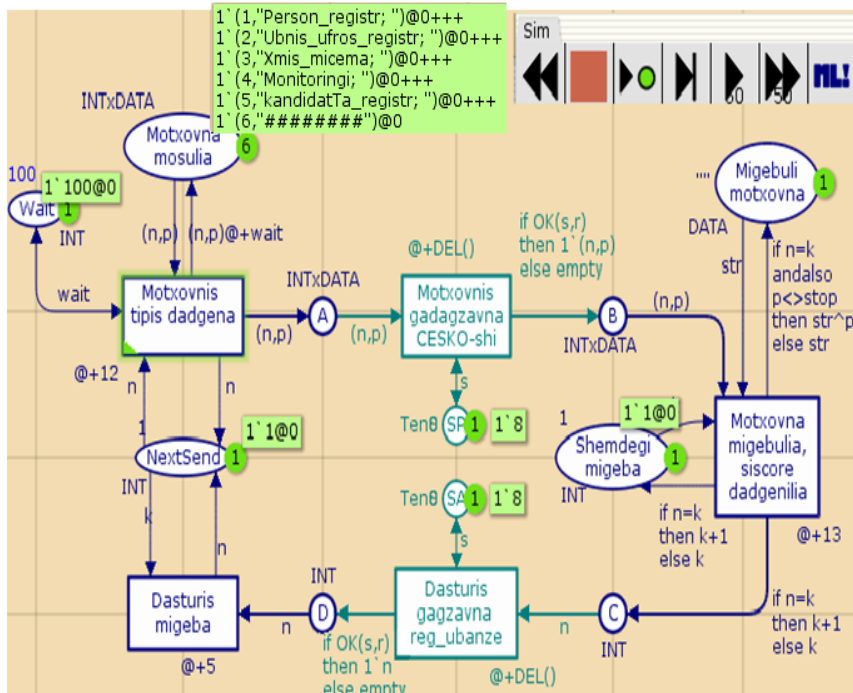 1`(1,"Person_registr; ")@0+++
1`(2,"Ubnis_ufros_registr; ")@0+++
1`(3,"Xmis_micema; ")@0+++
1`(4,"Monitoringi; ")@0+++
1`(5,"kandidatTa_registr; ")@0+++
1`(6,"########")@0
Sim
ML!
50
INTxDATA
Motxovna
mosulia
6
100
1`100@0
Wait
1
INT
wait
(n,p)
(n,p)@+wait
Motxovnis
tipis dadgena
@+12
(n,p)
INTxDATA
A
(n,p)
@+DEL()
Motxovnis
gadagzavna
CESKO-shi
if OK(s,r)
then 1`(n,p)
else empty
B
INTxDATA
(n,p)
""
Migebuli
motxovna
1
DATA
str
if n=k
andalso
p<>stop
then str^p
else str
n
n
1
1`1@0
NextSend
1
INT
k
n
s
Ten0
SP
1
1`8
Ten0
SA
1
1`8
s
1
1`1@0
Shemdegi
migeba
1
INT
Motxovna
migebulia,
siscore
dadgenilia
@+13
if n=k
then k+1
else k
if n=k
then k+1
else k
Dasturis
migeba
@+5
n
INT
D
if OK(s,r)
then 1`n
else empty
Dasturis
gagzavna
reg_ubanze
@+DEL()
n
C
INT